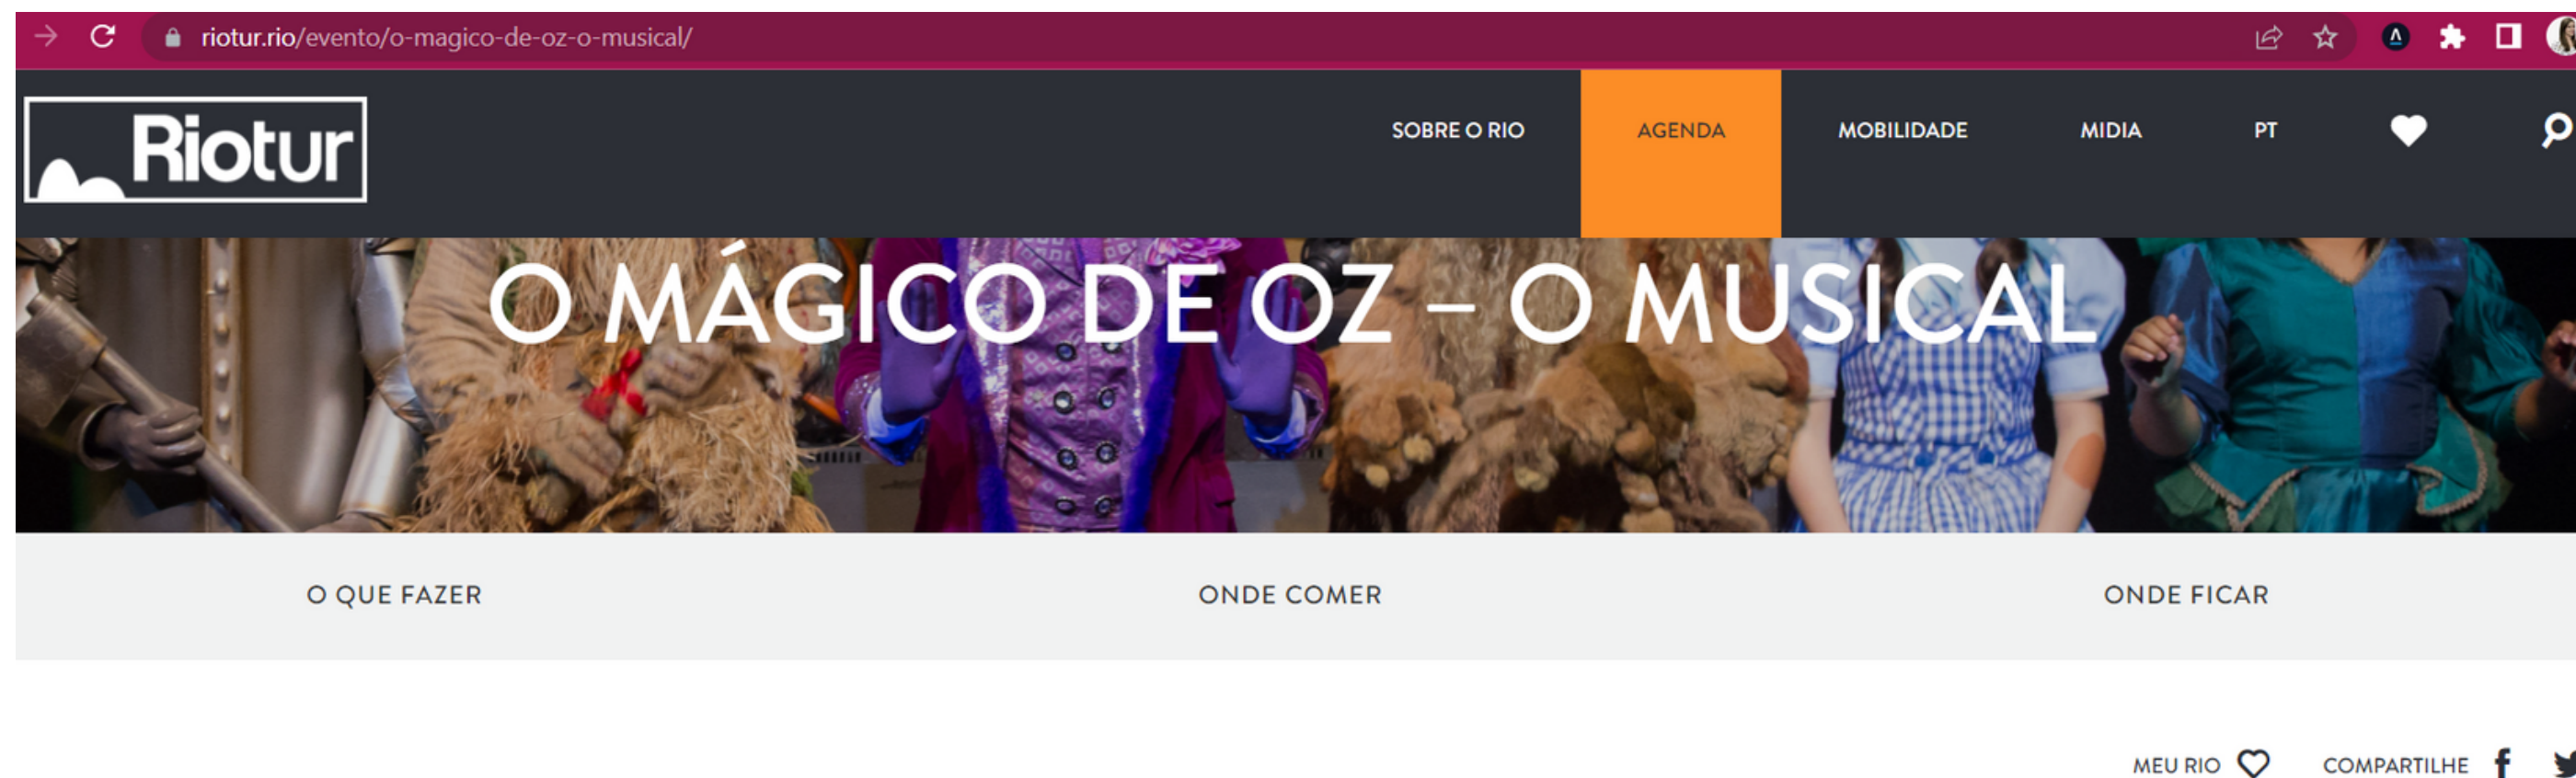 riotur.rio/evento/o-magico-de-oz-o-musical/
Riotur
SOBRE O RIO AGENDA MOBILIDADE MIDIA PT
O MÁGICO DE OZ – O MUSICAL
O QUE FAZER ONDE COMER ONDE FICAR
MEU RIO COMPARTILHE